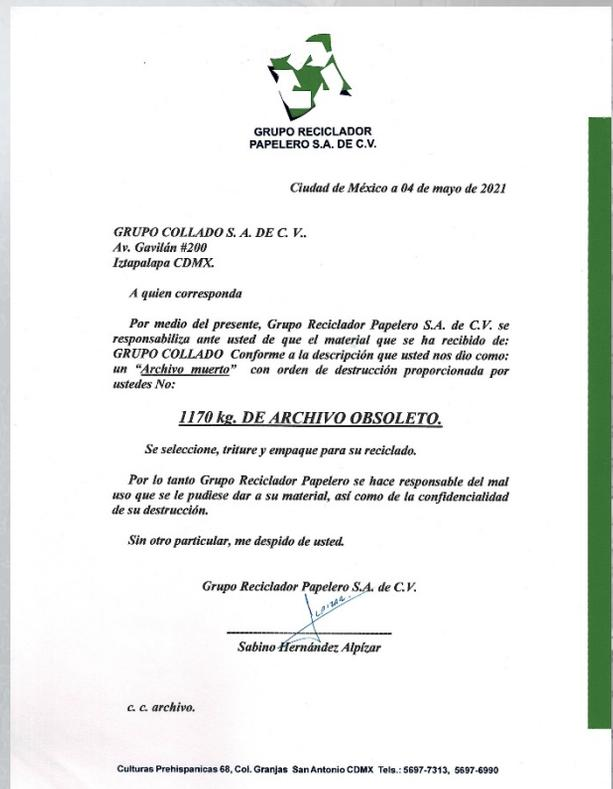 GRUPO RECICLADOR
PAPELERO S.A. DE C.V.
Ciudad de México a 04 de mayo de 2021
GRUPO COLLADO S. A. DE C. V..
Av. Gavilán #200
Iztapalapa CDMX.
A quien corresponda
Por medio del presente, Grupo Reciclador Papelero S.A. de C.V. se
responsabiliza ante usted de que el material que se ha recibido de:
GRUPO COLLADO Conforme a la descripción que usted nos dio como:
un “Archivo muerto” con orden de destrucción proporcionada por
ustedes No:
1170 kg. DE ARCHIVO OBSOLETO.
Se seleccione, triture y empaque para su reciclado.
Por lo tanto Grupo Reciclador Papelero se hace responsable del mal
uso que se le pudiese dar a su material, así como de la confidencialidad
de su destrucción.
Sin otro particular, me despido de usted.
Grupo Reciclador Papelero S.A. de C.V.
Sabino Hernández Alpízar
c. c. archivo.
Culturas Prehispanicas 68, Col. Granjas San Antonio CDMX Tels.: 5697-7313, 5697-6990